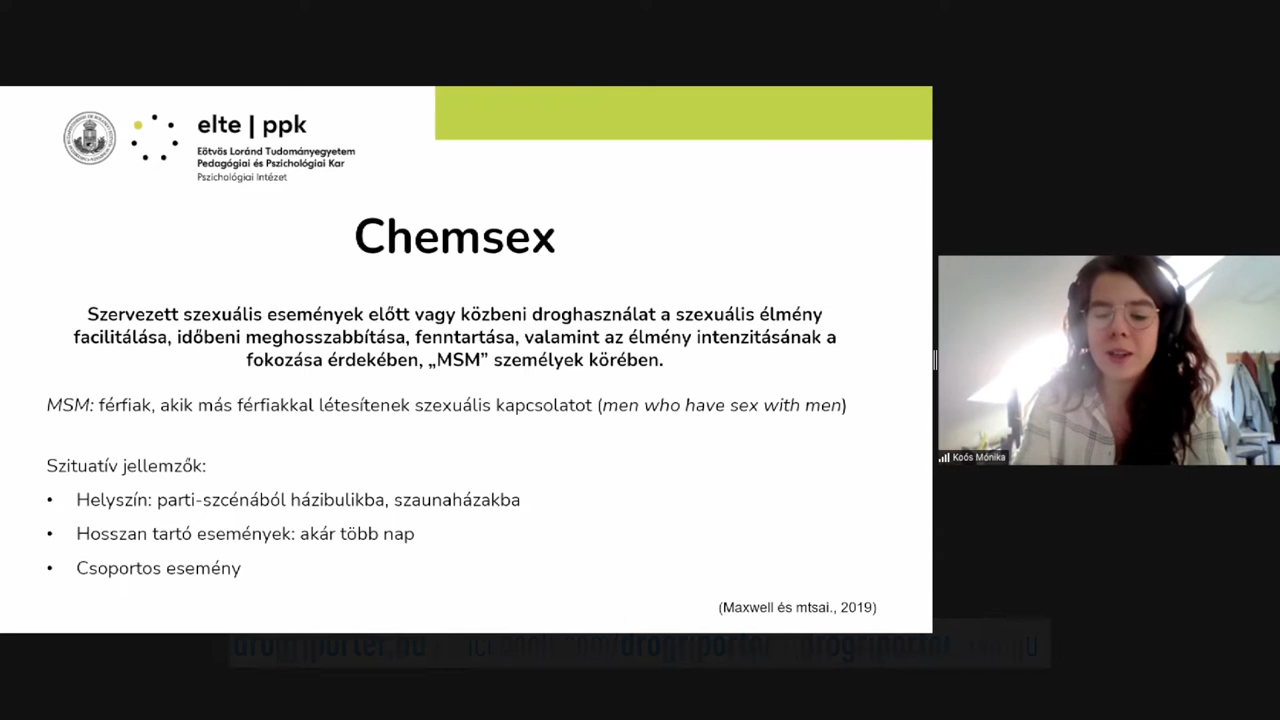 elte | ppk
Eötvös Loránd Tudományegyetem
Pedagógiai és Pszichológiai Kar
Pszichológiai Intézet
Chemsex
Szervezett szexuális események előtt vagy közbeni droghasználat a szexuális élmény
facilitálása, időbeni meghosszabbítása, fenntartása, valamint az élmény intenzitásának a
fokozása érdekében, „MSM” személyek körében.
MSM: férfiak, akik más férfiakkal létesítenek szexuális kapcsolatot (men who have sex with men)
Szituatív jellemzők:
• Helyszín: parti-szcénából házibulikba, szaunaházakba
• Hosszan tartó események: akár több nap
• Csoportos esemény
(Maxwell és mtsai., 2019)
Koós Mónika